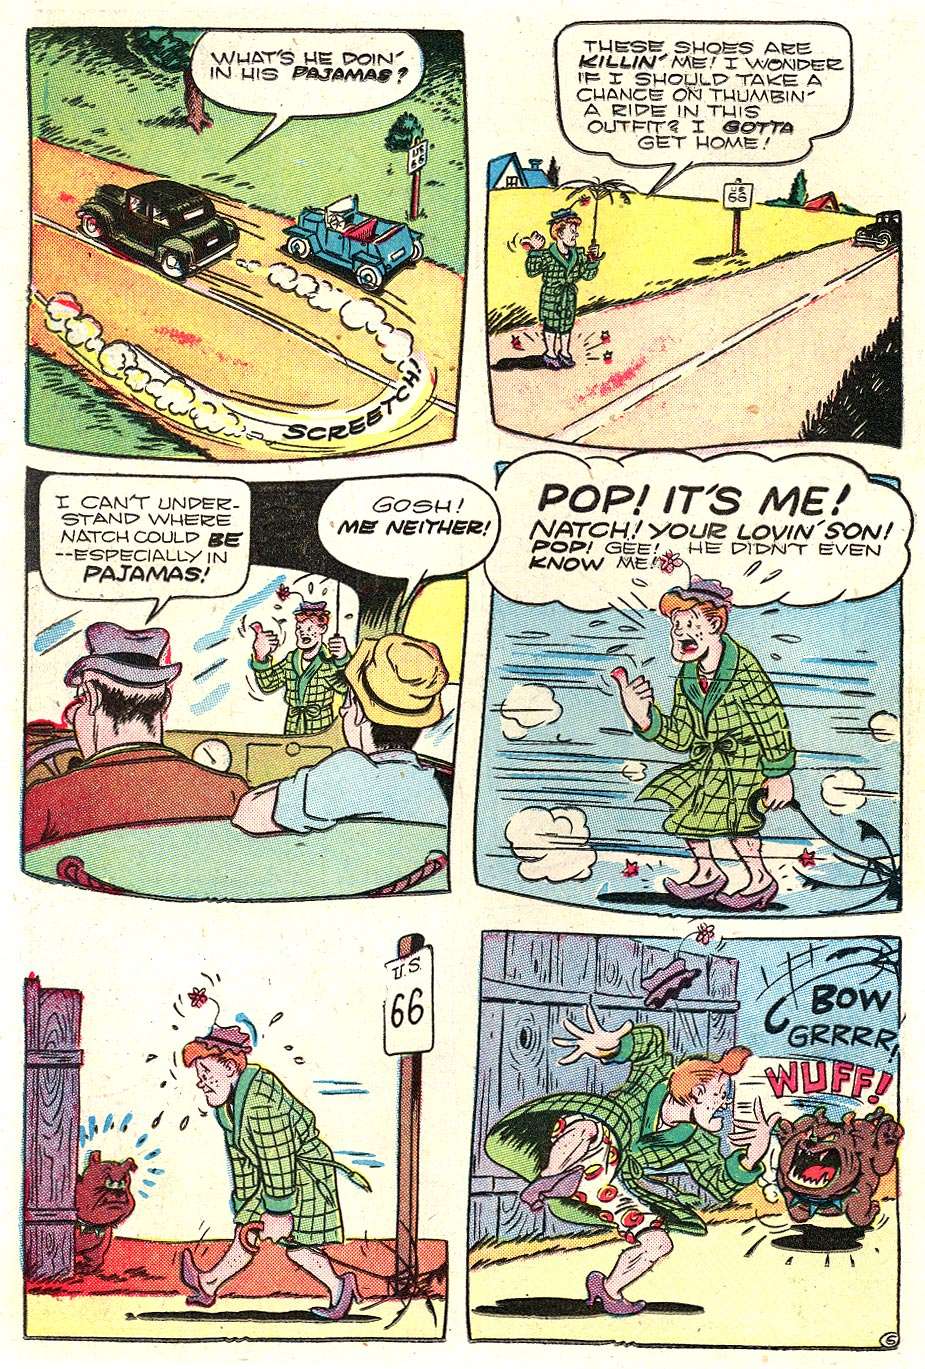 WHAT'S HE DOIN'
IN HIS PAJAMAS?
US
66
SCREETCH!
THESE SHOES ARE
KILLIN' ME! I WONDER
IF I SHOULD TAKE A
CHANCE ON THUMBIN'
A RIDE IN THIS
OUTFIT? I GOTTA
GET HOME!
US
66
I CAN'T UNDER-
STAND WHERE
NATCH COULD BE
--ESPECIALLY IN
PAJAMAS!
GOSH!
ME NEITHER!
POP! IT'S ME!
NATCH! YOUR LOVIN' SON!
POP! GEE! HE DIDN'T EVEN
KNOW ME!
U.S.
66
BOW
GRRRR,
WUFF!
6